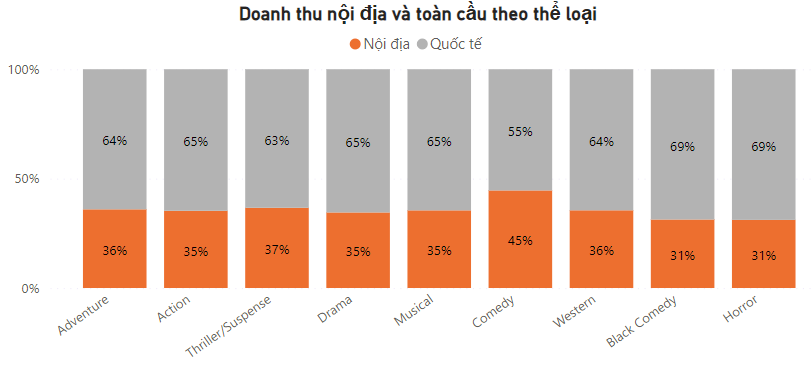 Doanh thu nội địa và toàn cầu theo thể loại
Nội địa Quốc tế
100%
64% 65% 63% 65% 65% 55% 64% 69% 69%
50%
36% 35% 37% 35% 35% 45% 36% 31% 31%
0%
Adventure Action Thriller/Suspense Drama Musical Comedy Western Black Comedy Horror